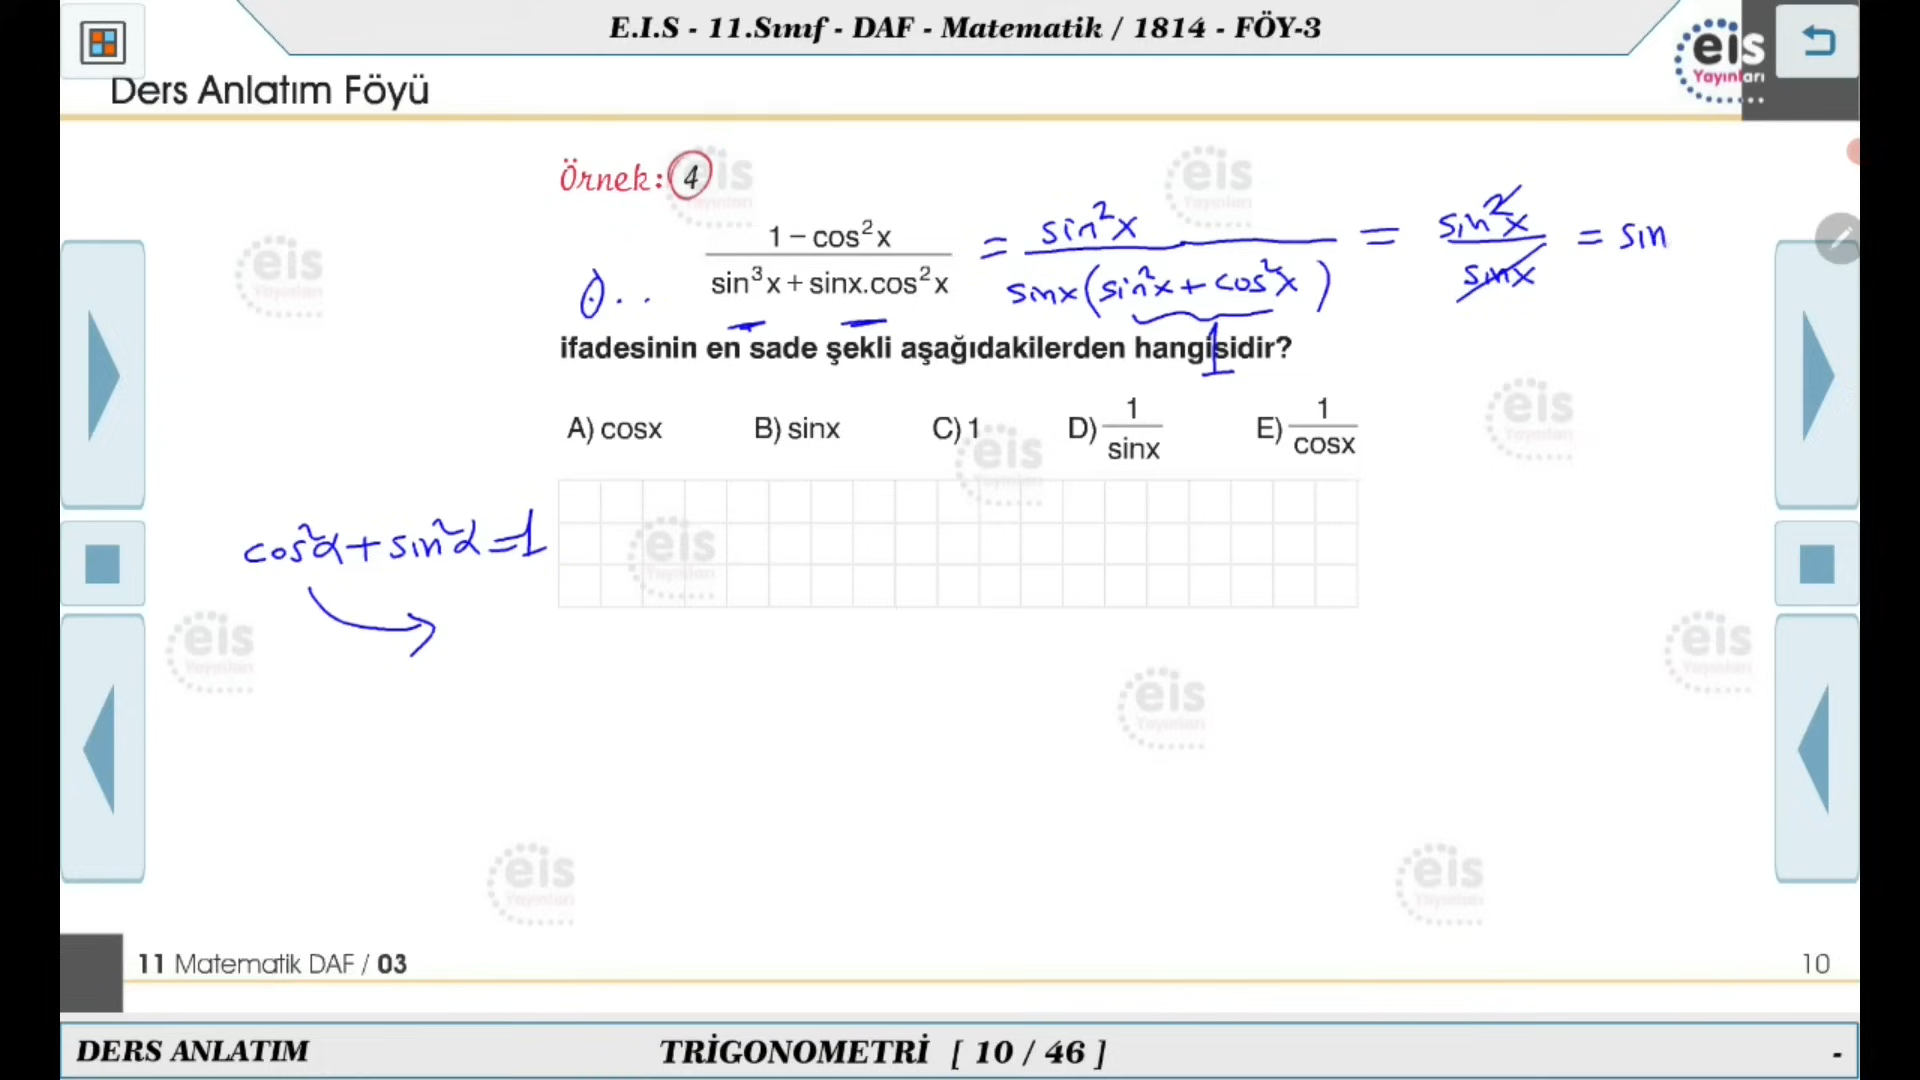 E.I.S - 11.Sınıf - DAF - Matematik / 1814 - FÖY-3
eis
Yayınları
Ders Anlatım Föyü
Örnek: 4
1 – cos²x / sin³x + sinx.cos²x = sin²x / sinx(sin²x + cos²x) = sin²x / sinx = sin
1
ifadesinin en sade şekli aşağıdakilerden hangisidir?
A) cosx B) sinx C) 1 D) 1/sinx E) 1/cosx
cos²α + sin²α = 1
11 Matematik DAF / 03
10
DERS ANLATIM
TRİGONOMETRİ [ 10 / 46 ]
-